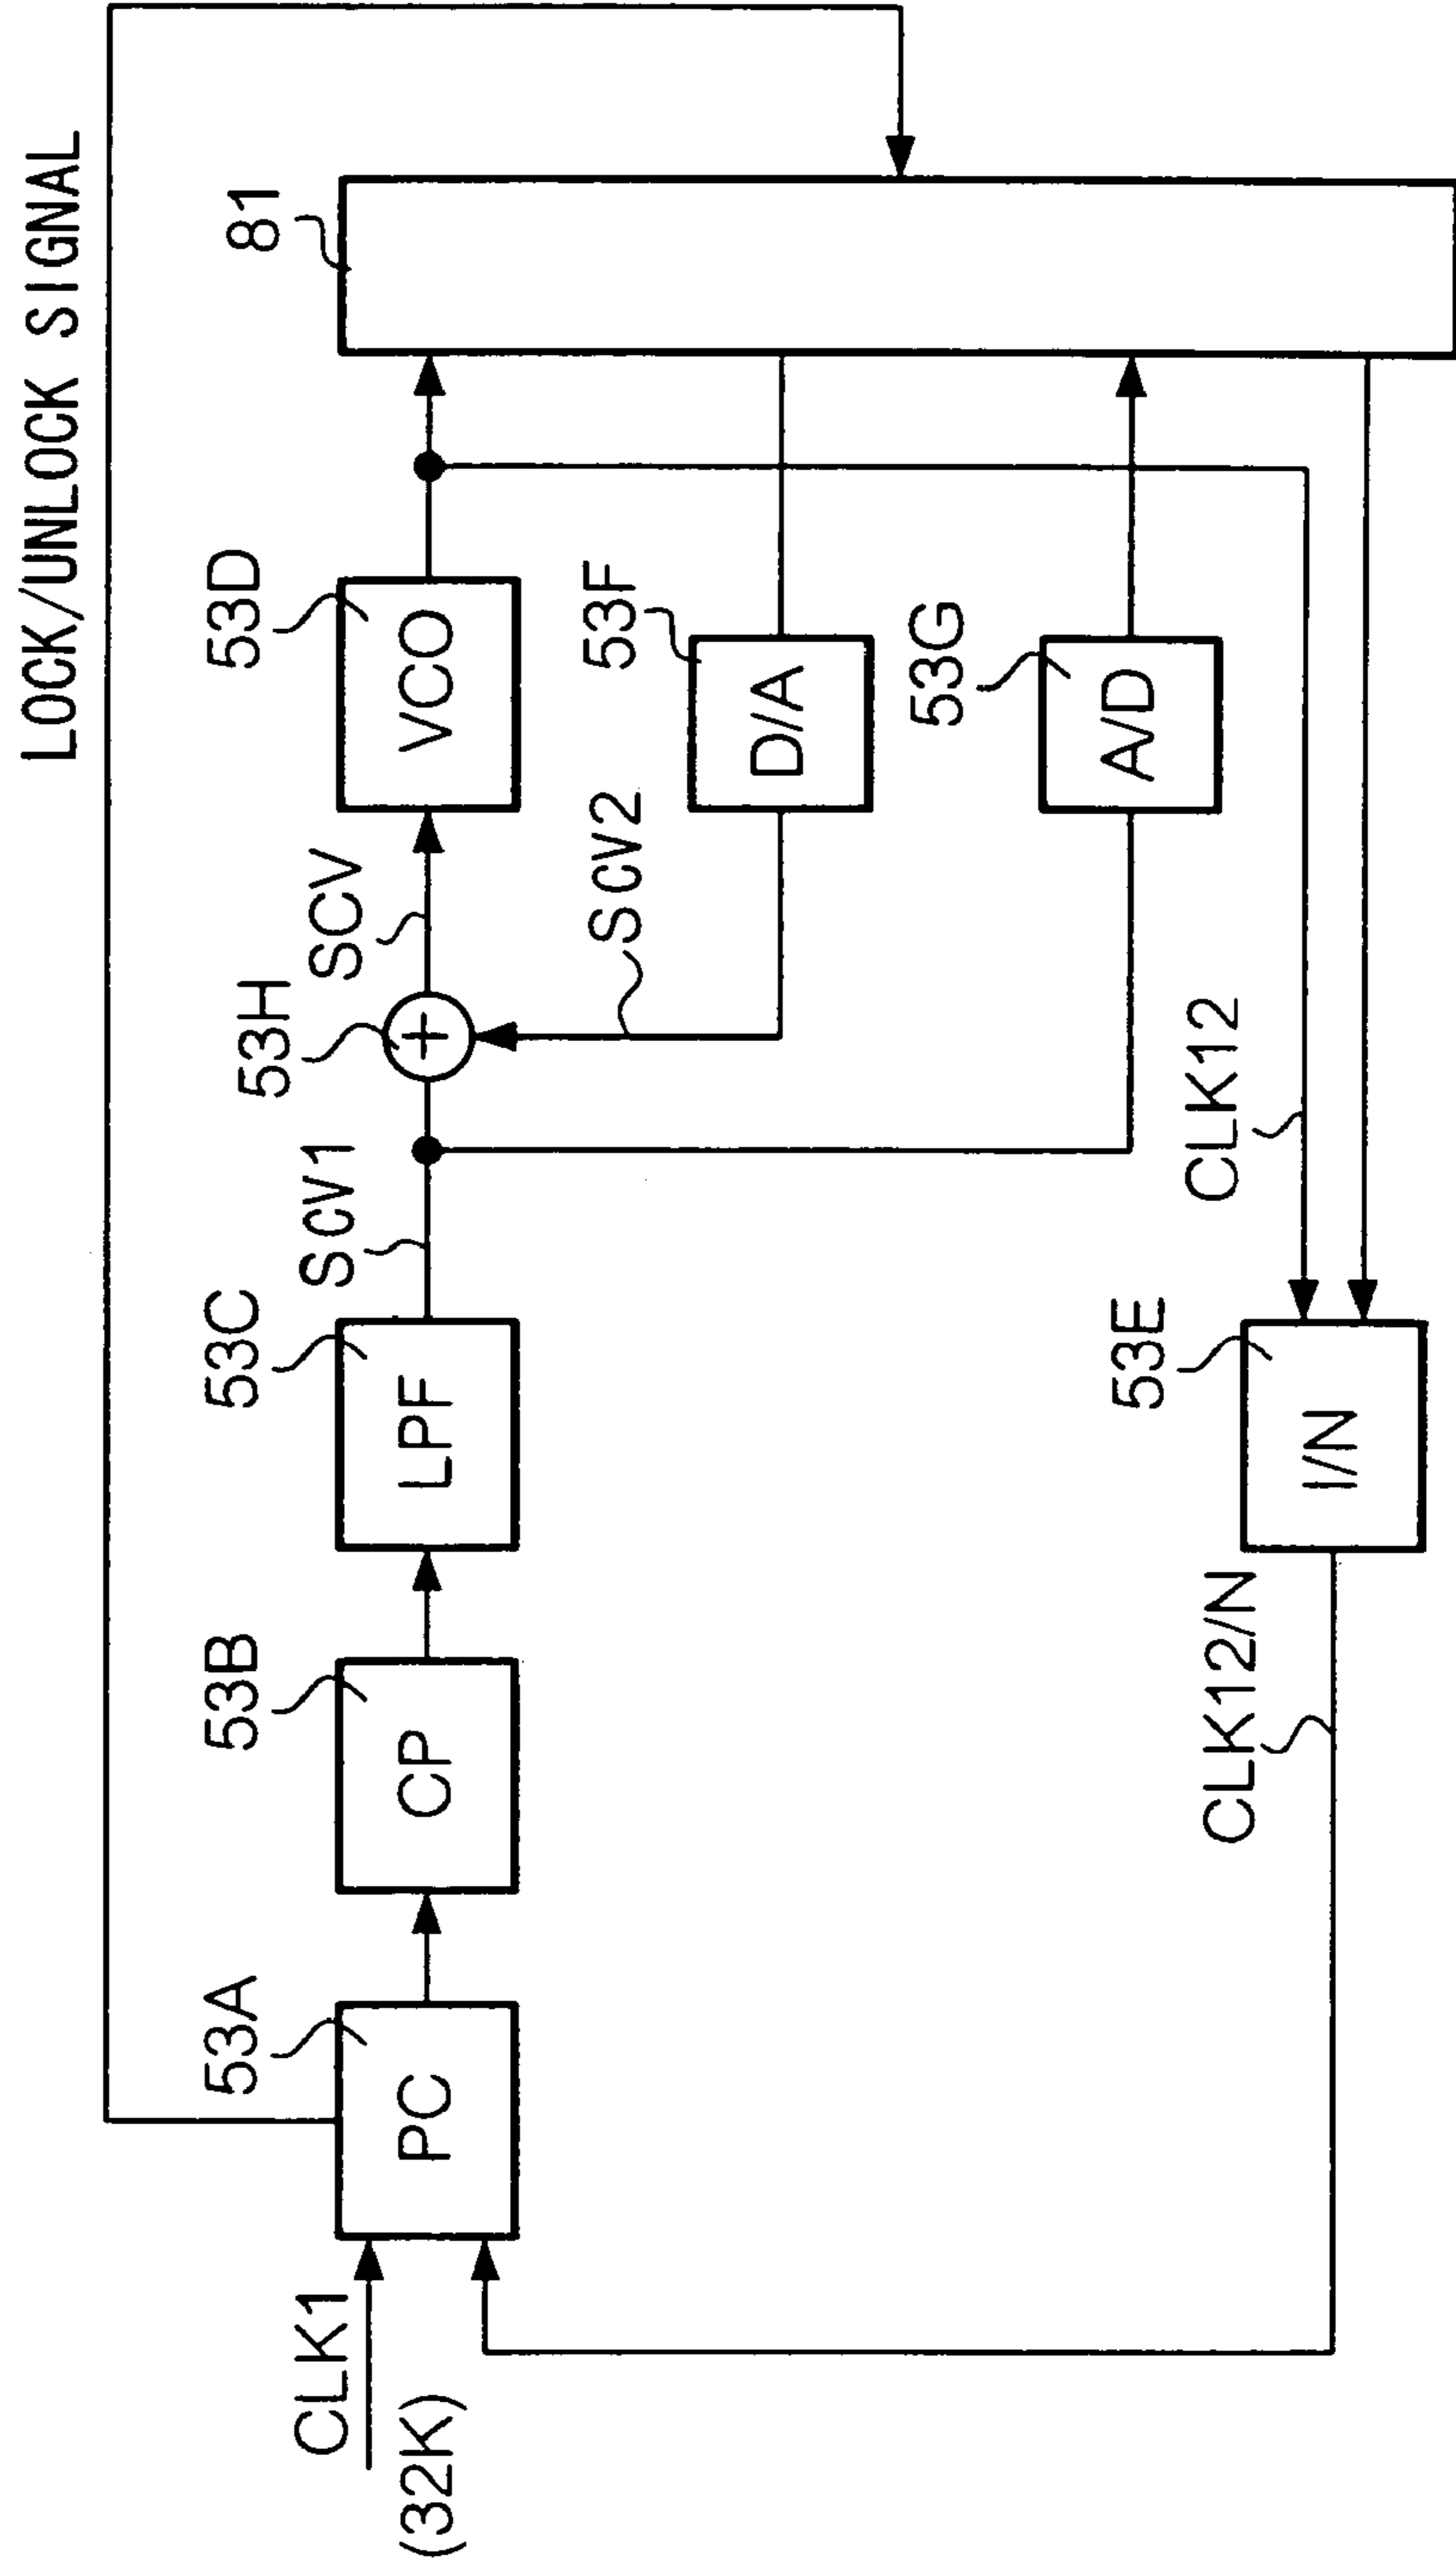 LOCK/UNLOCK SIGNAL
81
53A
PC
53B
CP
53C
LPF
SCV1
53H
+
SCV
53D
VCO
SCV2
53F
D/A
53G
A/D
CLK1
(32K)
CLK12/N
53E
I/N
CLK12